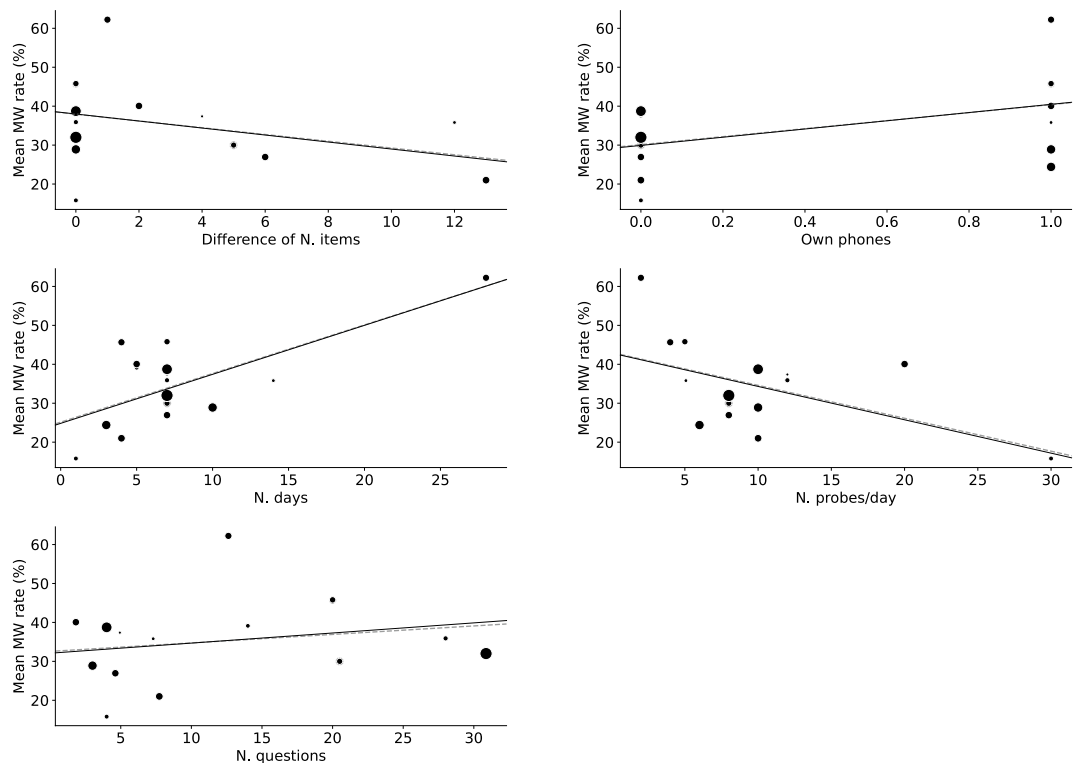 Mean MW rate (%)
60
50
40
30
20
0 2 4 6 8 10 12
Difference of N. items
Mean MW rate (%)
60
50
40
30
20
0.0 0.2 0.4 0.6 0.8 1.0
Own phones
Mean MW rate (%)
60
50
40
30
20
0 5 10 15 20 25
N. days
Mean MW rate (%)
60
50
40
30
20
5 10 15 20 25 30
N. probes/day
Mean MW rate (%)
60
50
40
30
20
5 10 15 20 25 30
N. questions